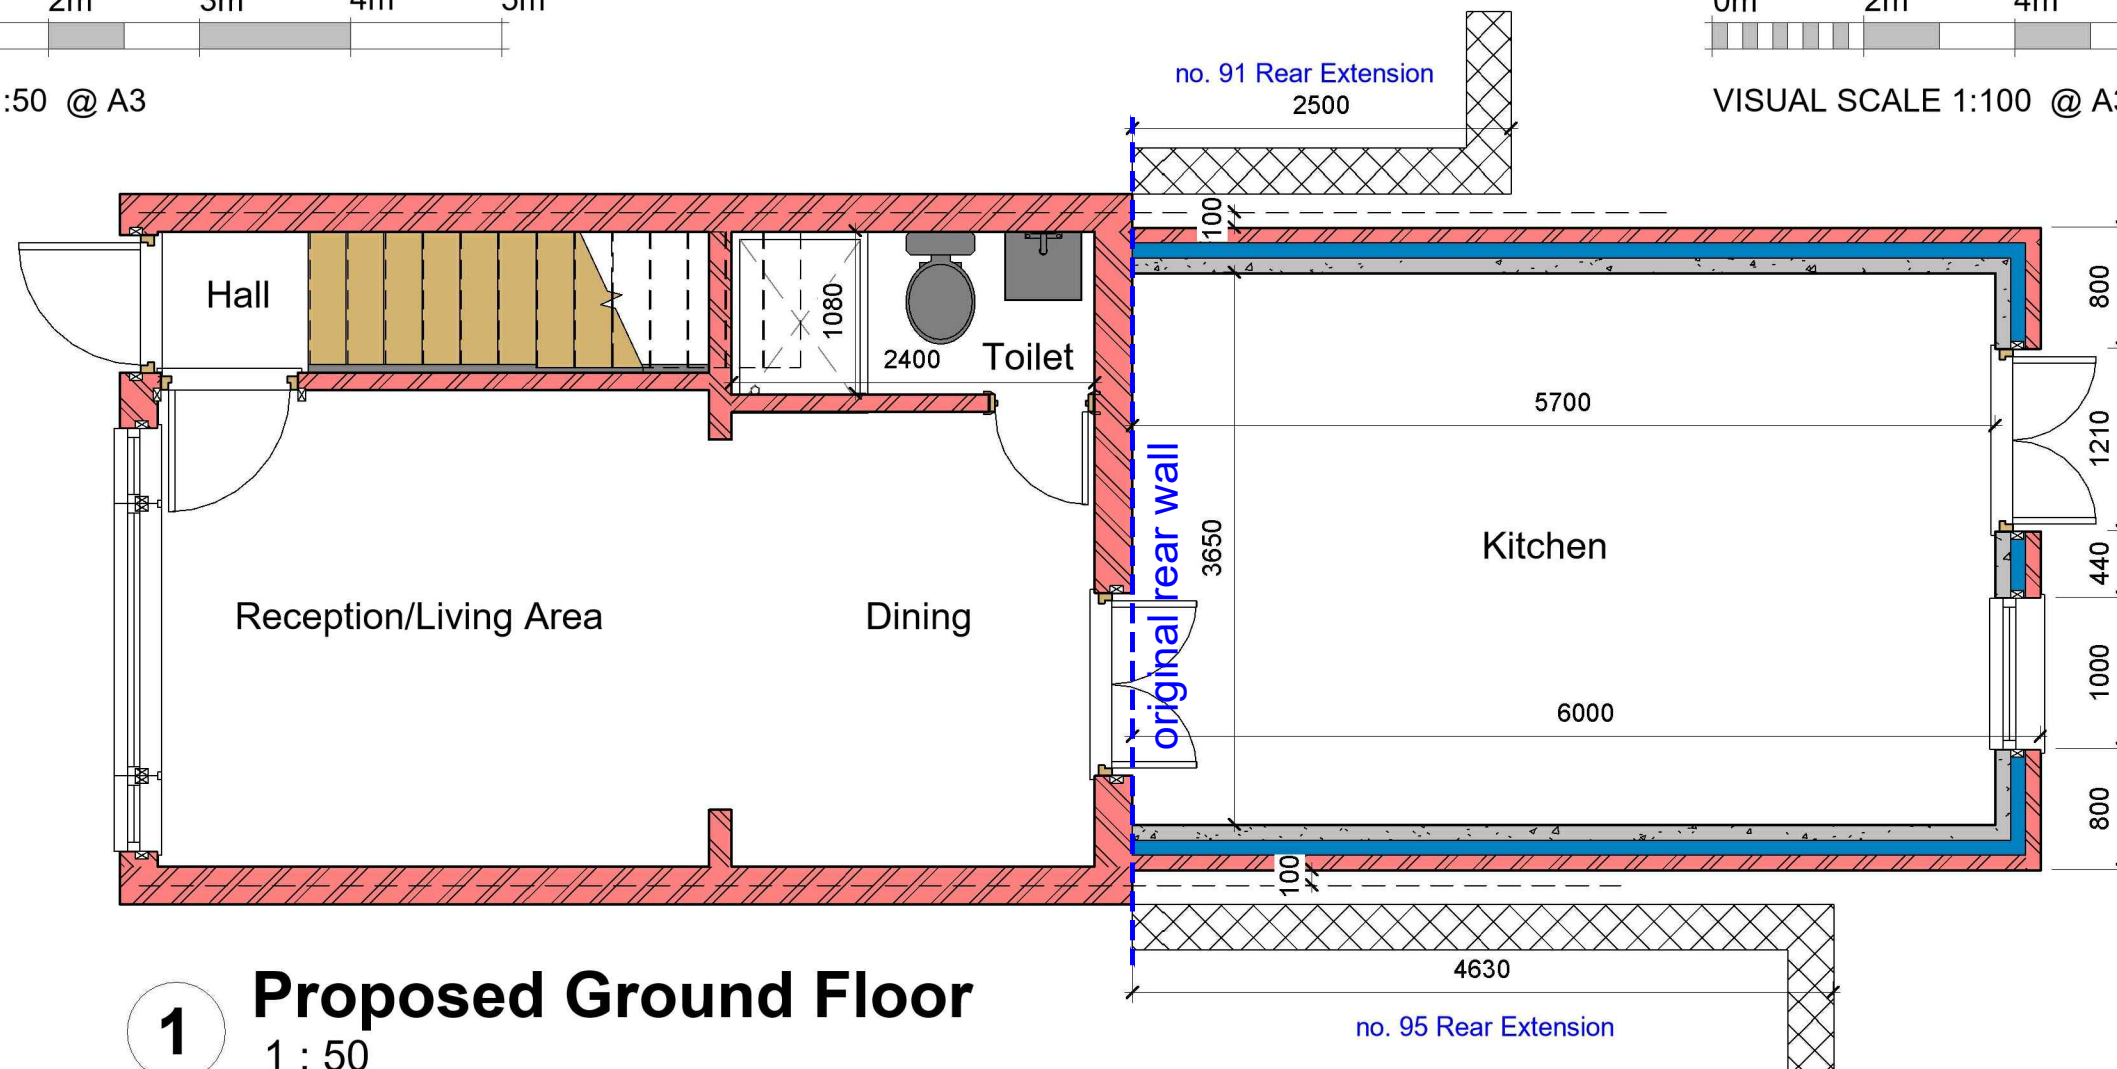 2m 3m 4m 5m
:50 @ A3
0m 2m 4m
VISUAL SCALE 1:100 @ A3
no. 91 Rear Extension
2500
100
Hall
1080
2400
Toilet
800
5700
1210
original rear wall
3650
Kitchen
440
Reception/Living Area
Dining
1000
6000
800
100
4630
no. 95 Rear Extension
1
Proposed Ground Floor
1 : 50